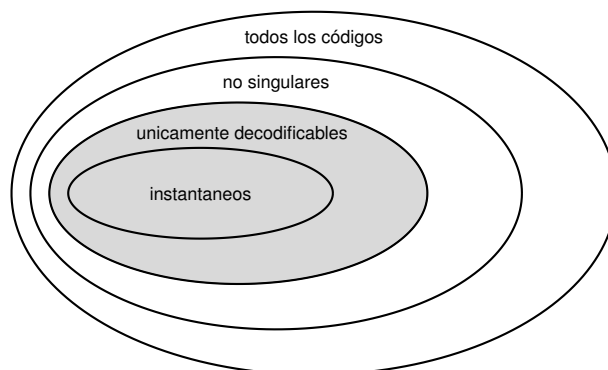 todos los códigos
no singulares
unicamente decodificables
instantaneos